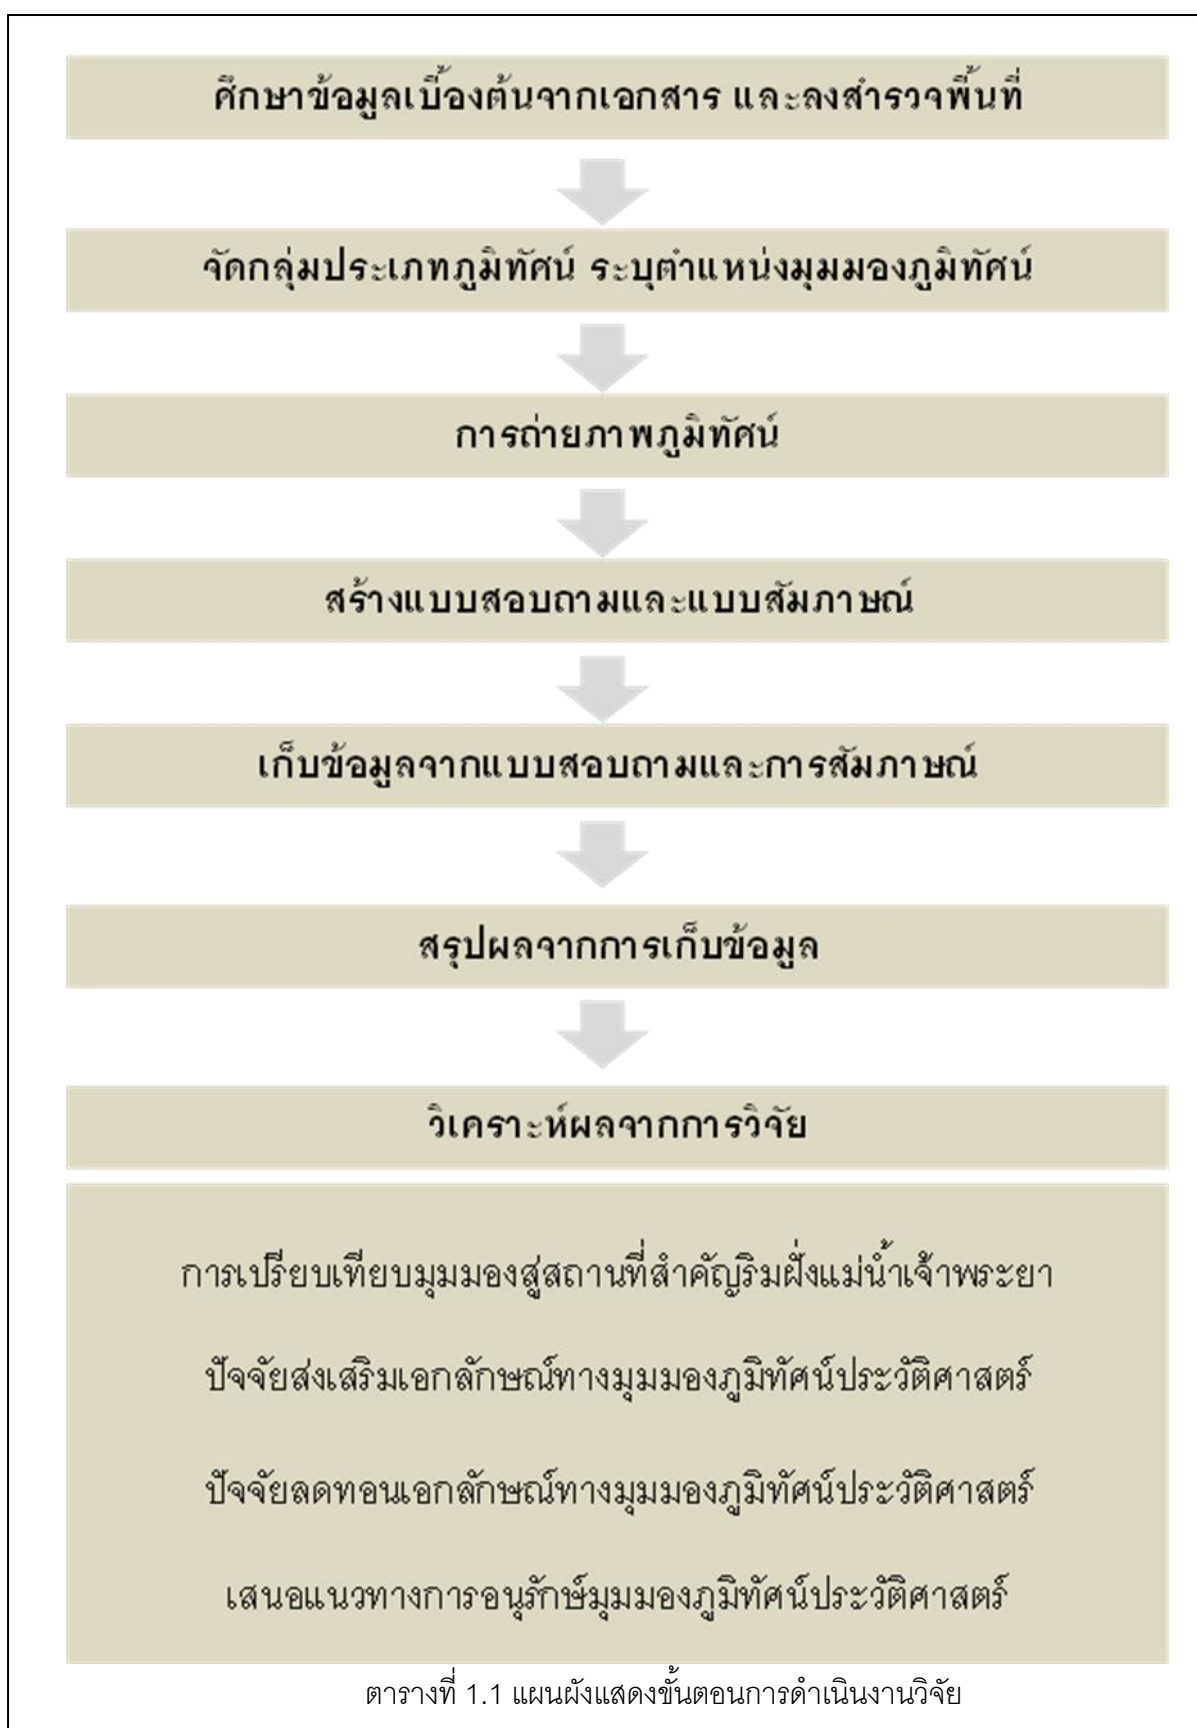 ศึกษาข้อมูลเบื้องต้นจากเอกสาร และลงสำรวจพื้นที่
จัดกลุ่มประเภทภูมิทัศน์ ระบุตำแหน่งมุมมองภูมิทัศน์
การถ่ายภาพภูมิทัศน์
สร้างแบบสอบถามและแบบสัมภาษณ์
เก็บข้อมูลจากแบบสอบถามและการสัมภาษณ์
สรุปผลจากการเก็บข้อมูล
วิเคราะห์ผลจากการวิจัย
การเปรียบเทียบมุมมองสู่สถานที่สำคัญริมฝั่งแม่น้ำเจ้าพระยา
ปัจจัยส่งเสริมเอกลักษณ์ทางมุมมองภูมิทัศน์ประวัติศาสตร์
ปัจจัยลดทอนเอกลักษณ์ทางมุมมองภูมิทัศน์ประวัติศาสตร์
เสนอแนวทางการอนุรักษ์มุมมองภูมิทัศน์ประวัติศาสตร์
ตารางที่ 1.1 แผนผังแสดงขั้นตอนการดำเนินงานวิจัย